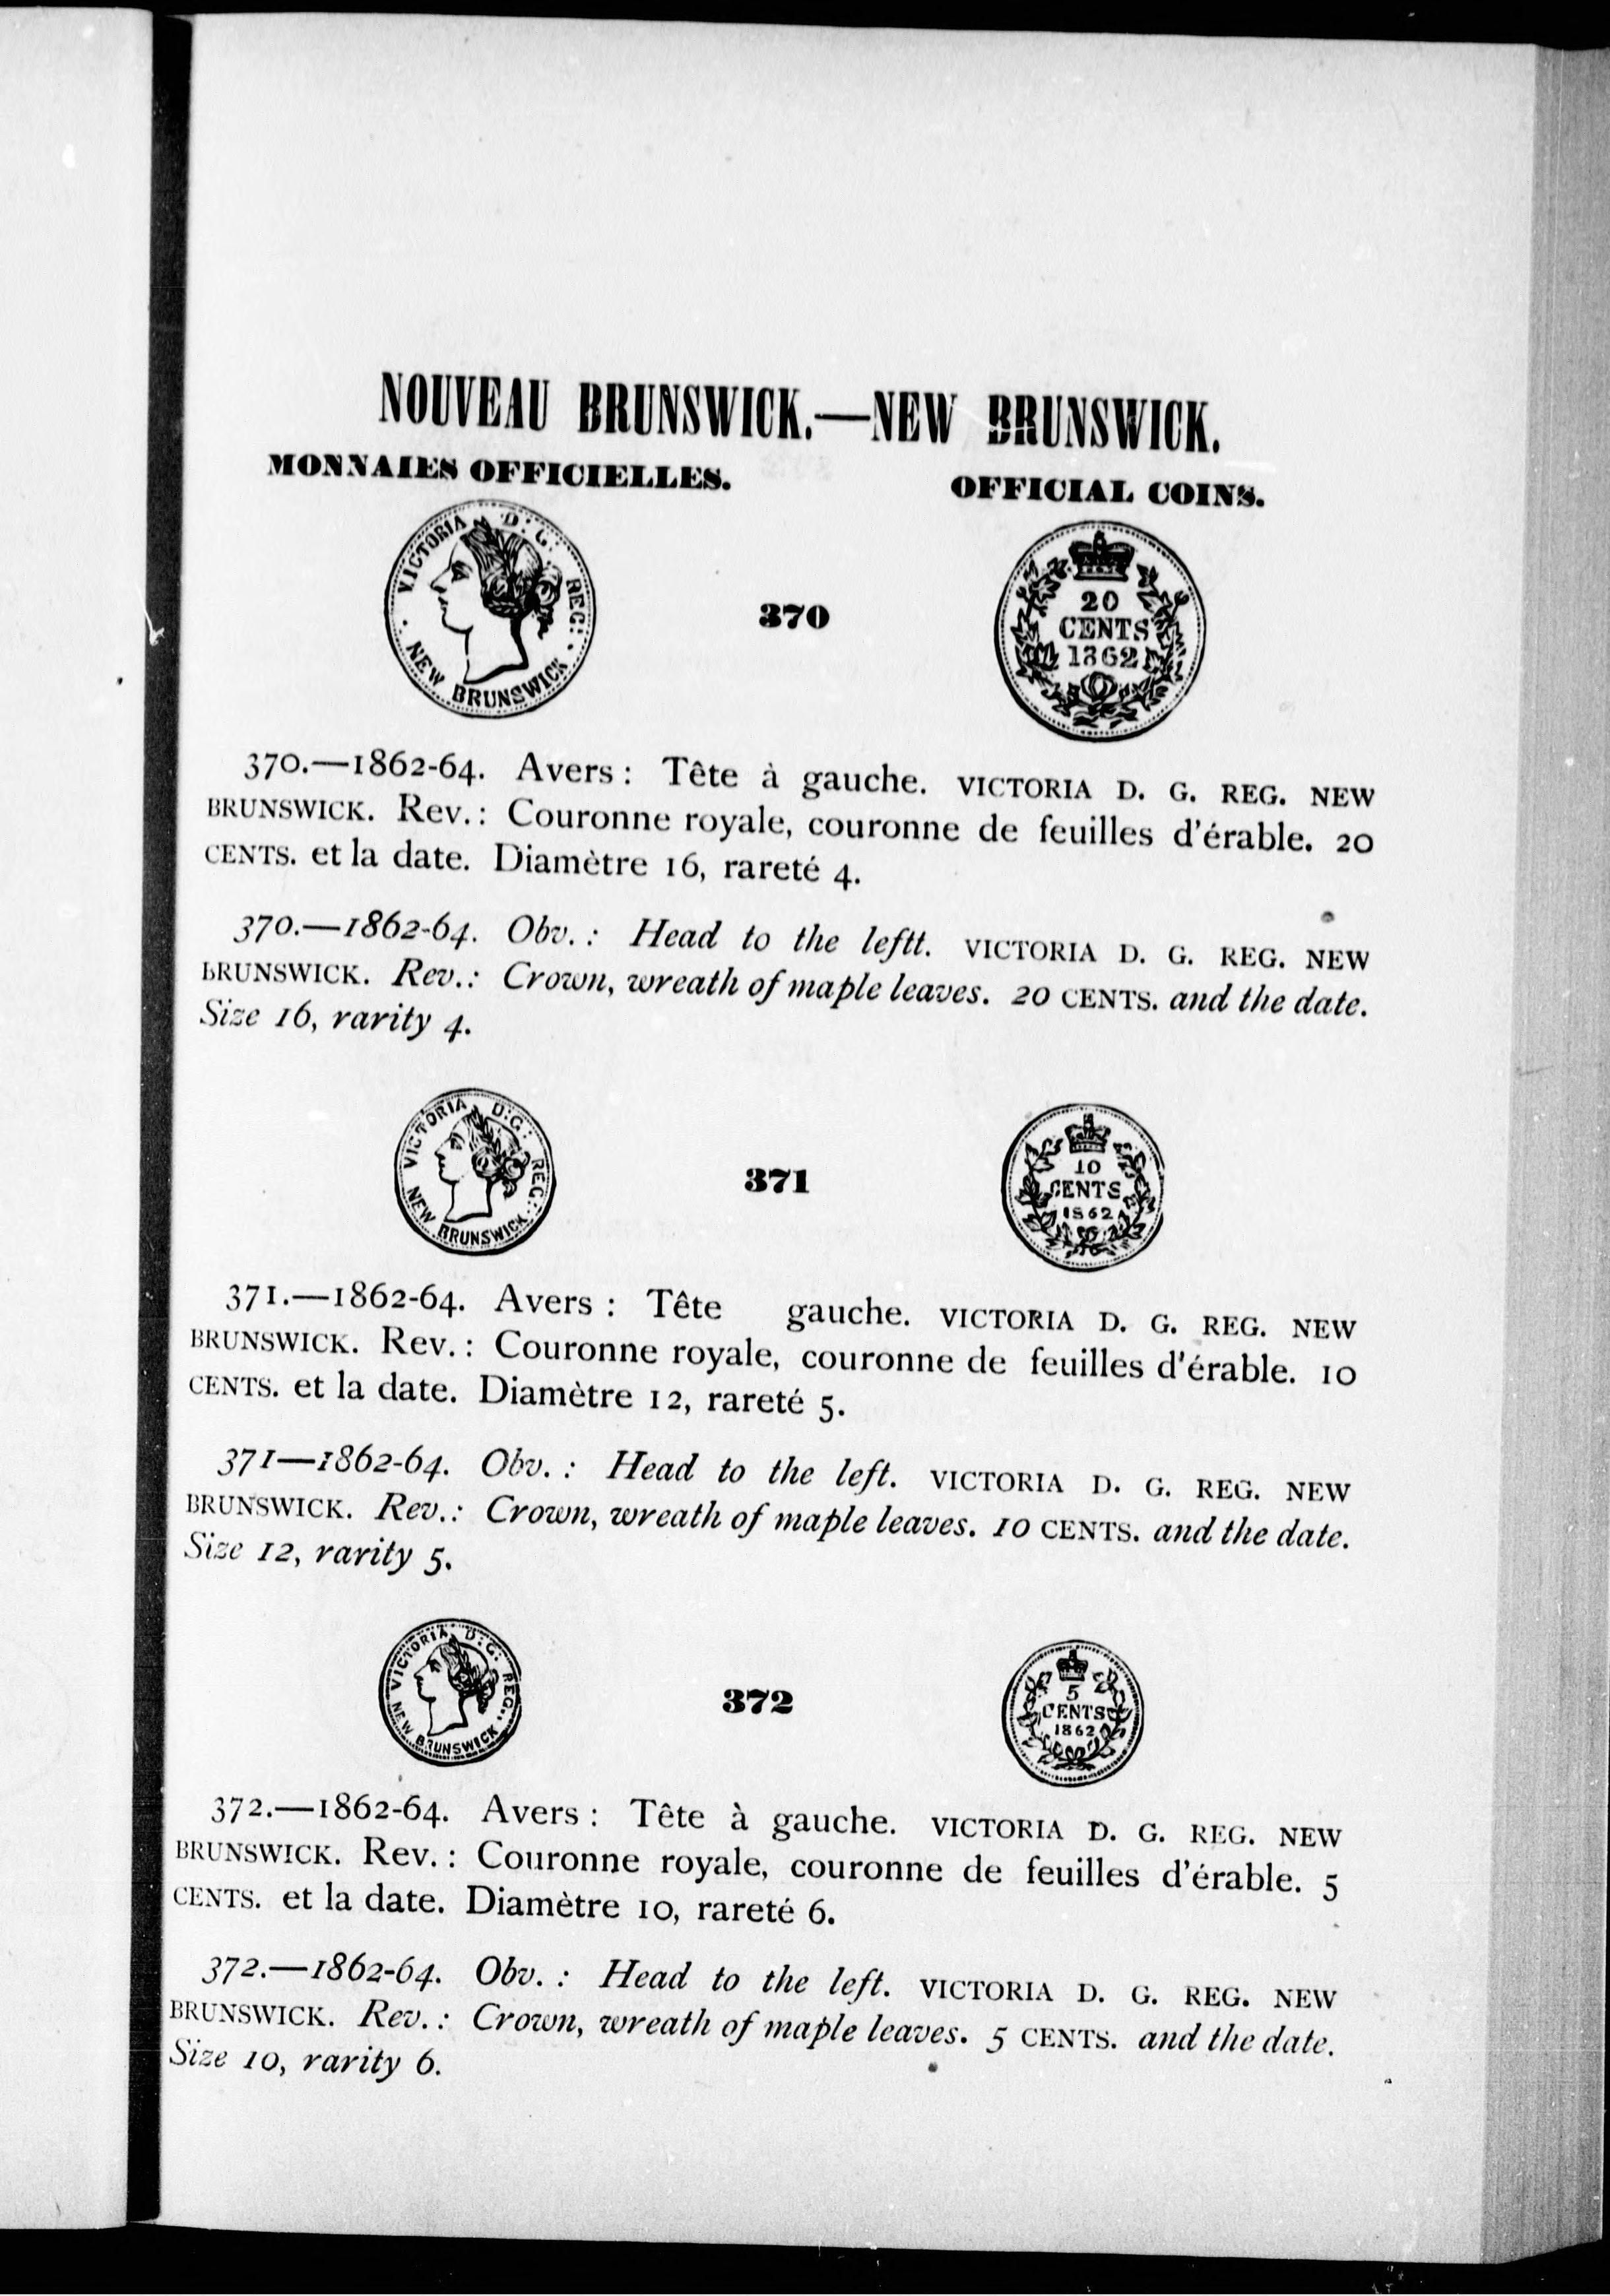 NOUVEAU BRUNSWICK.—NEW BRUNSWICK.
MONNAIES OFFICIELLES. OFFICIAL COINS.
VICTORIA D: G: REG: NEW BRUNSWICK
370
20
CENTS
1862
370.—1862-64. Avers: Tête à gauche. VICTORIA D. G. REG. NEW
BRUNSWICK. Rev.: Couronne royale, couronne de feuilles d'érable. 20
CENTS. et la date. Diamètre 16, rareté 4.
370.—1862-64. Obv.: Head to the leftt. VICTORIA D. G. REG. NEW
BRUNSWICK. Rev.: Crown, wreath of maple leaves. 20 CENTS. and the date.
Size 16, rarity 4.
VICTORIA D:G: REG: NEW BRUNSWICK
371
10
CENTS
1862
371.—1862-64. Avers: Tête gauche. VICTORIA D. G. REG. NEW
BRUNSWICK. Rev.: Couronne royale, couronne de feuilles d'érable. 10
CENTS. et la date. Diamètre 12, rareté 5.
371—1862-64. Obv.: Head to the left. VICTORIA D. G. REG. NEW
BRUNSWICK. Rev.: Crown, wreath of maple leaves. 10 CENTS. and the date.
Size 12, rarity 5.
VICTORIA D:G: REG: NEW BRUNSWICK
372
5
CENTS
1862
372.—1862-64. Avers: Tête à gauche. VICTORIA D. G. REG. NEW
BRUNSWICK. Rev.: Couronne royale, couronne de feuilles d'érable. 5
CENTS. et la date. Diamètre 10, rareté 6.
372.—1862-64. Obv.: Head to the left. VICTORIA D. G. REG. NEW
BRUNSWICK. Rev.: Crown, wreath of maple leaves. 5 CENTS. and the date.
Size 10, rarity 6.